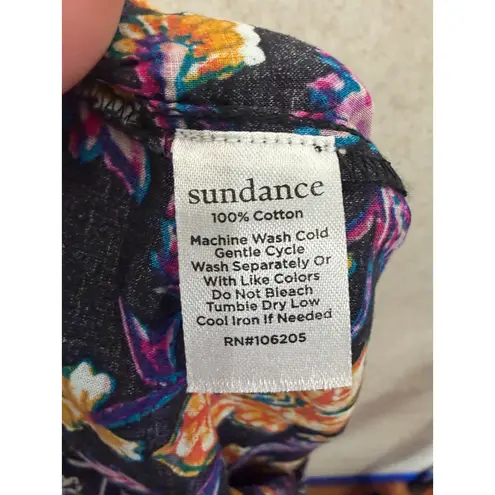 sundance
100% Cotton
Machine Wash Cold
Gentle Cycle
Wash Separately Or
With Like Colors
Do Not Bleach
Tumble Dry Low
Cool Iron If Needed
RN#106205